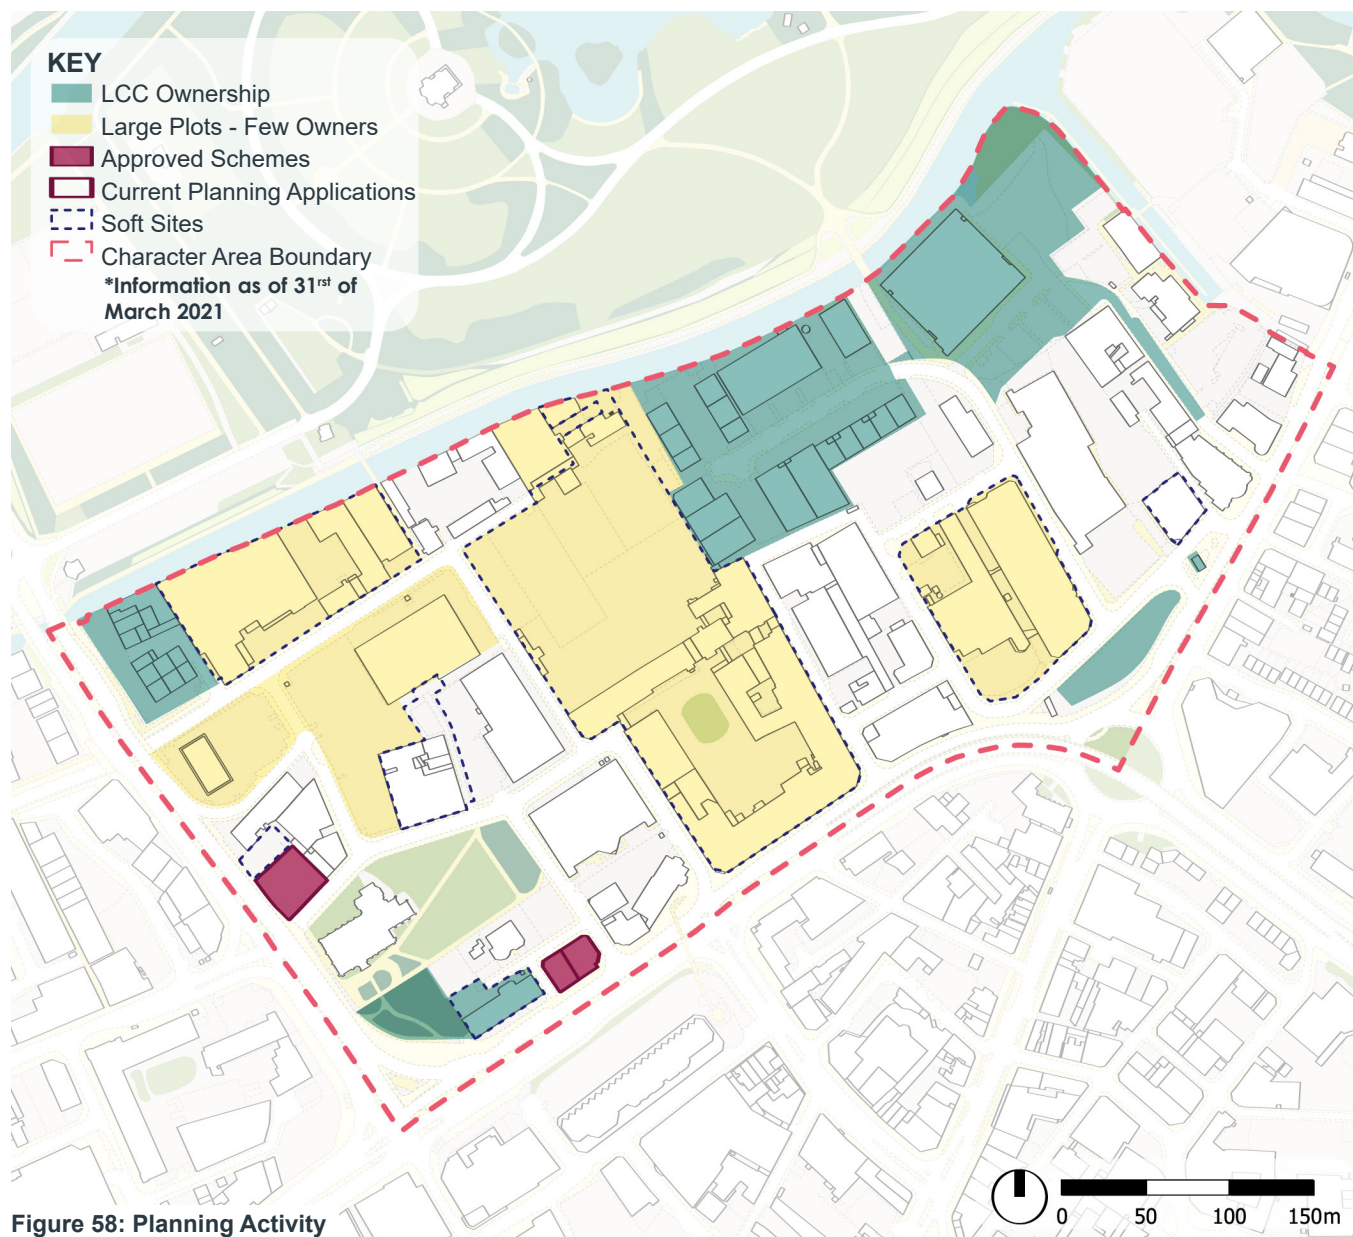 KEY
LCC Ownership
Large Plots - Few Owners
Approved Schemes
Current Planning Applications
Soft Sites
Character Area Boundary
*Information as of 31rst of
March 2021
0 50 100 150m
Figure 58: Planning Activity